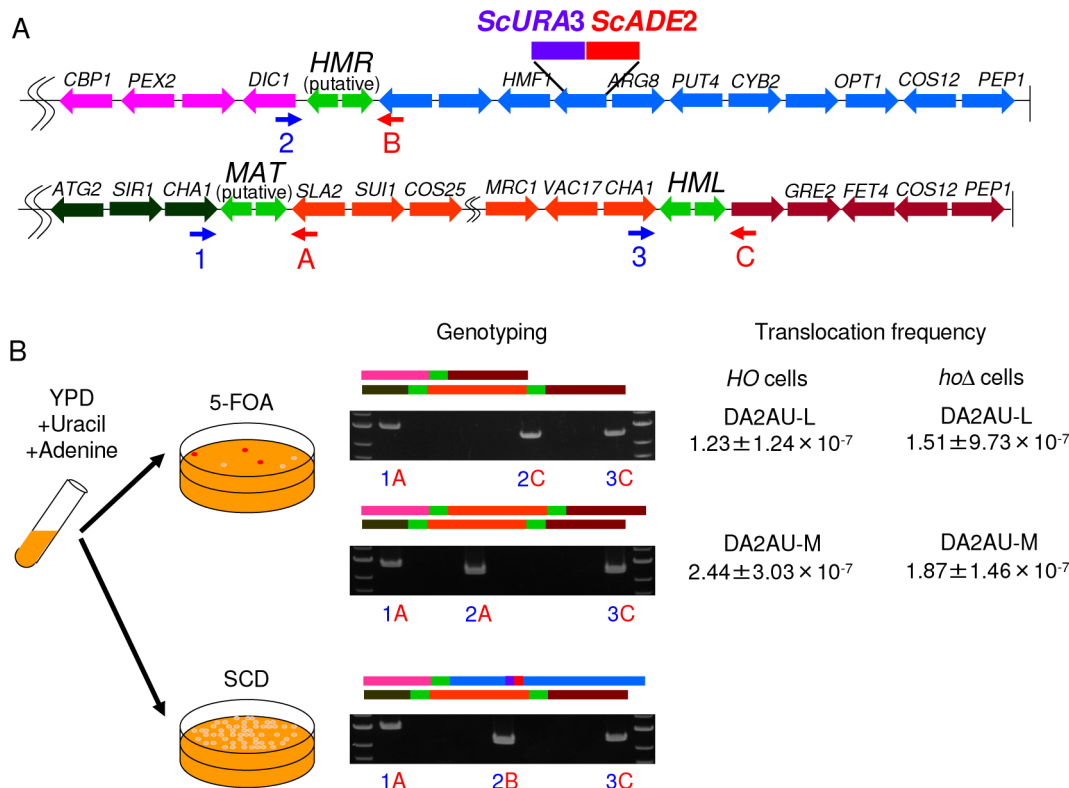 A
ScURA3 ScADE2
CBP1 PEX2 DIC1 HMR (putative) HMF1 ARG8 PUT4 CYB2 OPT1 COS12 PEP1
2 B
ATG2 SIR1 CHA1 MAT (putative) SLA2 SUI1 COS25 MRC1 VAC17 CHA1 HML GRE2 FET4 COS12 PEP1
1 A 3 C
B
Genotyping Translocation frequency
HO cells hoΔ cells
YPD
+Uracil
+Adenine
5-FOA
DA2AU-L DA2AU-L
1.23±1.24×10-7 1.51±9.73×10-7
1A 2C 3C
DA2AU-M DA2AU-M
2.44±3.03×10-7 1.87±1.46×10-7
1A 2A 3C
SCD
1A 2B 3C